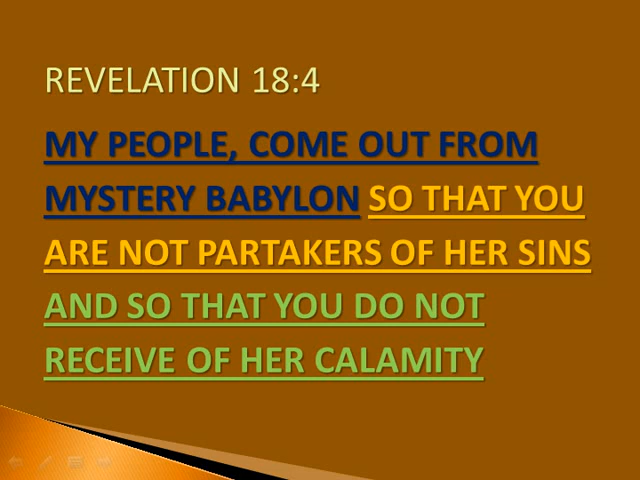 REVELATION 18:4
MY PEOPLE, COME OUT FROM
MYSTERY BABYLON SO THAT YOU
ARE NOT PARTAKERS OF HER SINS
AND SO THAT YOU DO NOT
RECEIVE OF HER CALAMITY